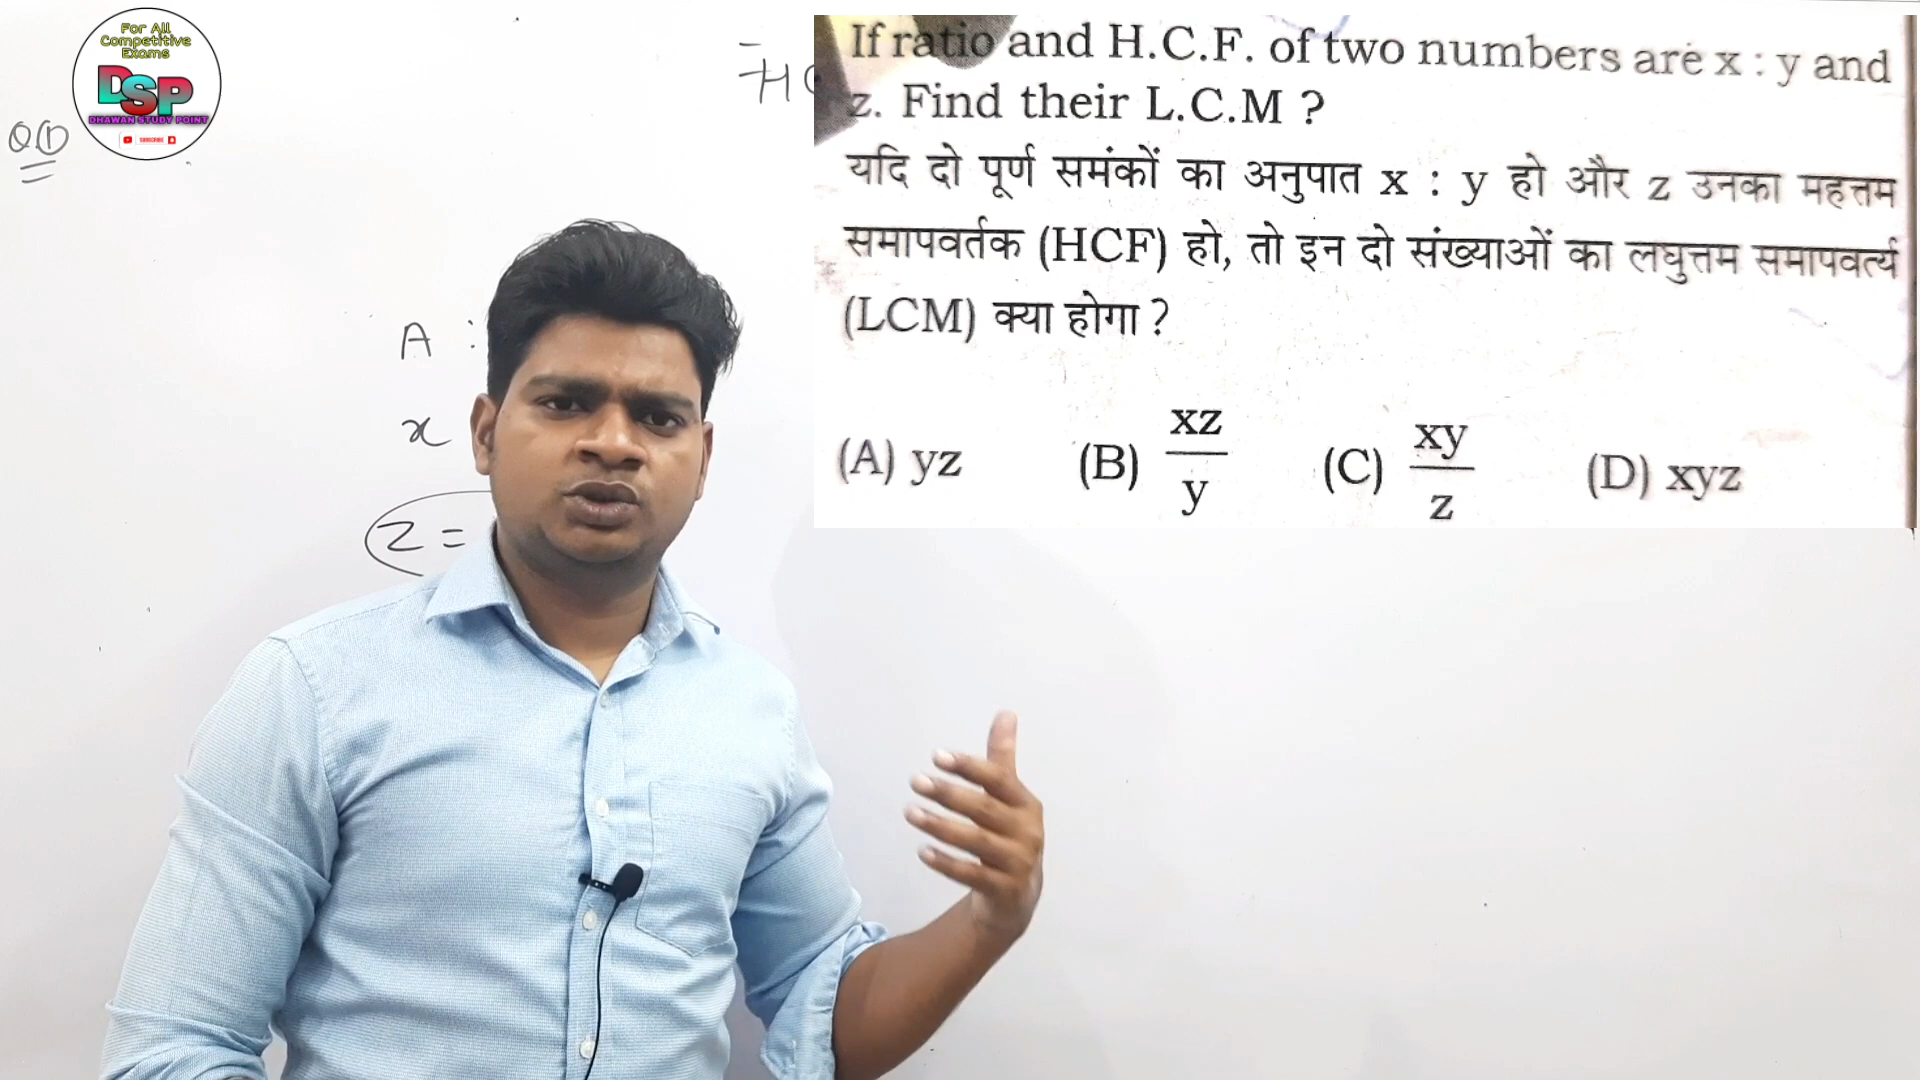 For All
Competitive
Exams
DSP
DHAWAN STUDY POINT
SUBSCRIBE
Q①
A :
x
z =
If ratio and H.C.F. of two numbers are x : y and
z. Find their L.C.M ?
यदि दो पूर्ण समंकों का अनुपात x : y हो और z उनका महत्तम
समापवर्तक (HCF) हो, तो इन दो संख्याओं का लघुत्तम समापवर्त्य
(LCM) क्या होगा ?
(A) yz (B) xz/y (C) xy/z (D) xyz